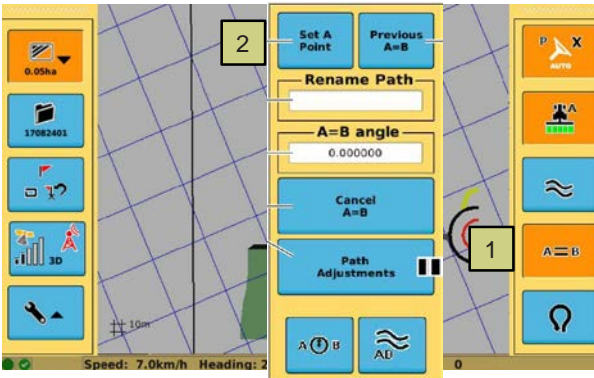 0.05ha
17082401
3D
10m
Speed: 7.0km/h Heading: 2
2
Set A
Point
Previous
A=B
Rename Path
A=B angle
0.000000
Cancel
A=B
Path
Adjustments
A B
AB
1
P X
AUTO
A
A=B
0